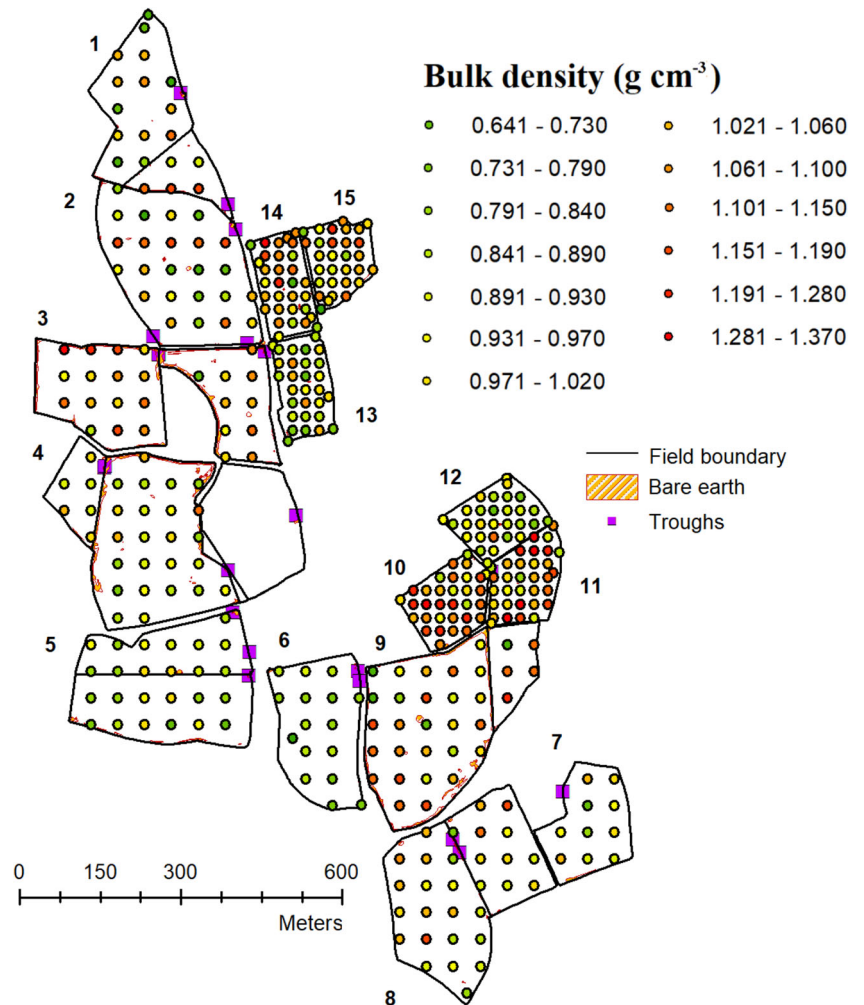 1
Bulk density (g cm-3)
0.641 - 0.730
1.021 - 1.060
0.731 - 0.790
1.061 - 1.100
0.791 - 0.840
1.101 - 1.150
0.841 - 0.890
1.151 - 1.190
0.891 - 0.930
1.191 - 1.280
0.931 - 0.970
1.281 - 1.370
0.971 - 1.020
2
14
15
3
13
4
Field boundary
Bare earth
Troughs
12
10
11
5
6
9
7
0 150 300 600
Meters
8